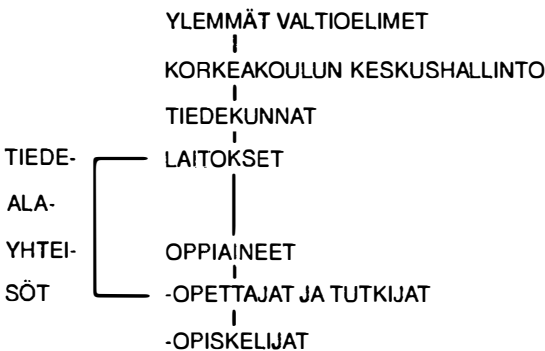 YLEMMÄT VALTIOELIMET
KORKEAKOULUN KESKUSHALLINTO
TIEDEKUNNAT
TIEDE- LAITOKSET
ALA-
YHTEI- OPPIAINEET
SÖT -OPETTAJAT JA TUTKIJAT
-OPISKELIJAT